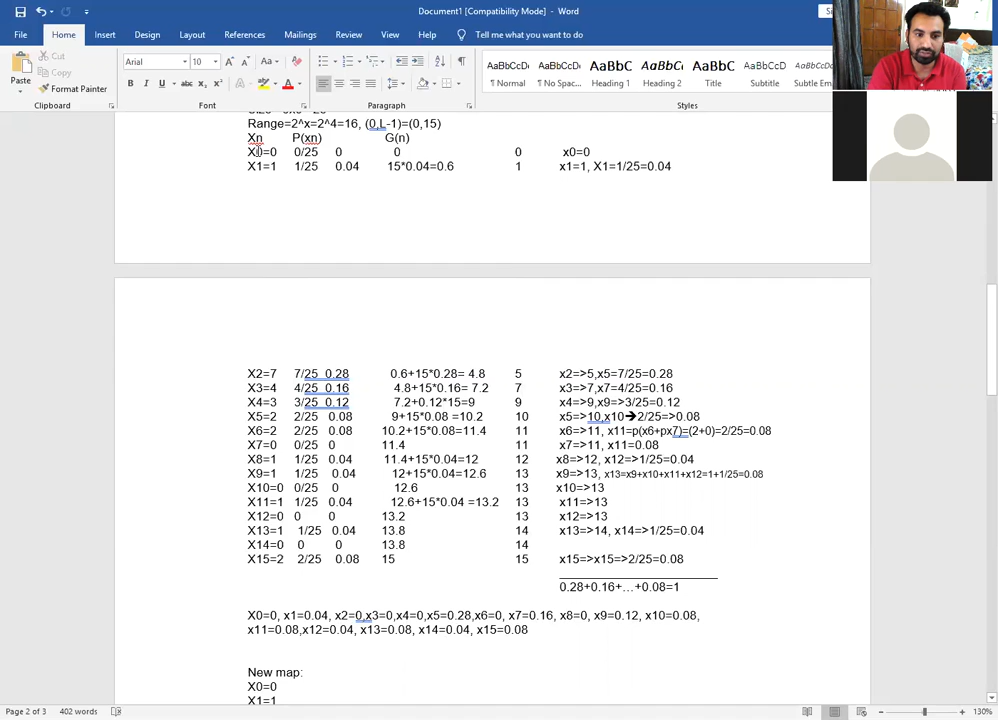 Document1 [Compatibility Mode] - Word
File Home Insert Design Layout References Mailings Review View Help Tell me what you want to do
Paste
Cut
Copy
Format Painter
Clipboard
Arial 10 Aa
B I U abc x₂ x² A A
Font
Paragraph
AaBbCcDc AaBbCcDc AaBbC AaBbCc AaB AaBbCcD AaBbCcD
¶ Normal ¶ No Spac... Heading 1 Heading 2 Title Subtitle Subtle Em
Styles
Range=2^x=2^4=16, (0,L-1)=(0,15)
Xn P(xn) G(n)
X0=0 0/25 0 0 0 x0=0
X1=1 1/25 0.04 15*0.04=0.6 1 x1=1, X1=1/25=0.04
X2=7 7/25 0.28 0.6+15*0.28= 4.8 5 x2=>5,x5=7/25=0.28
X3=4 4/25 0.16 4.8+15*0.16= 7.2 7 x3=>7,x7=4/25=0.16
X4=3 3/25 0.12 7.2+0.12*15=9 9 x4=>9,x9=>3/25=0.12
X5=2 2/25 0.08 9+15*0.08 =10.2 10 x5=>10,x10➔2/25=>0.08
X6=2 2/25 0.08 10.2+15*0.08=11.4 11 x6=>11, x11=p(x6+px7)=(2+0)=2/25=0.08
X7=0 0/25 0 11.4 11 x7=>11, x11=0.08
X8=1 1/25 0.04 11.4+15*0.04=12 12 x8=>12, x12=>1/25=0.04
X9=1 1/25 0.04 12+15*0.04=12.6 13 x9=>13, x13=x9+x10+x11+x12=1+1/25=0.08
X10=0 0/25 0 12.6 13 x10=>13
X11=1 1/25 0.04 12.6+15*0.04 =13.2 13 x11=>13
X12=0 0 0 13.2 13 x12=>13
X13=1 1/25 0.04 13.8 14 x13=>14, x14=>1/25=0.04
X14=0 0 0 13.8 14
X15=2 2/25 0.08 15 15 x15=>x15=>2/25=0.08
0.28+0.16+…+0.08=1
X0=0, x1=0.04, x2=0,x3=0,x4=0,x5=0.28,x6=0, x7=0.16, x8=0, x9=0.12, x10=0.08,
x11=0.08,x12=0.04, x13=0.08, x14=0.04, x15=0.08
New map:
X0=0
X1=1
Page 2 of 3 402 words 130%